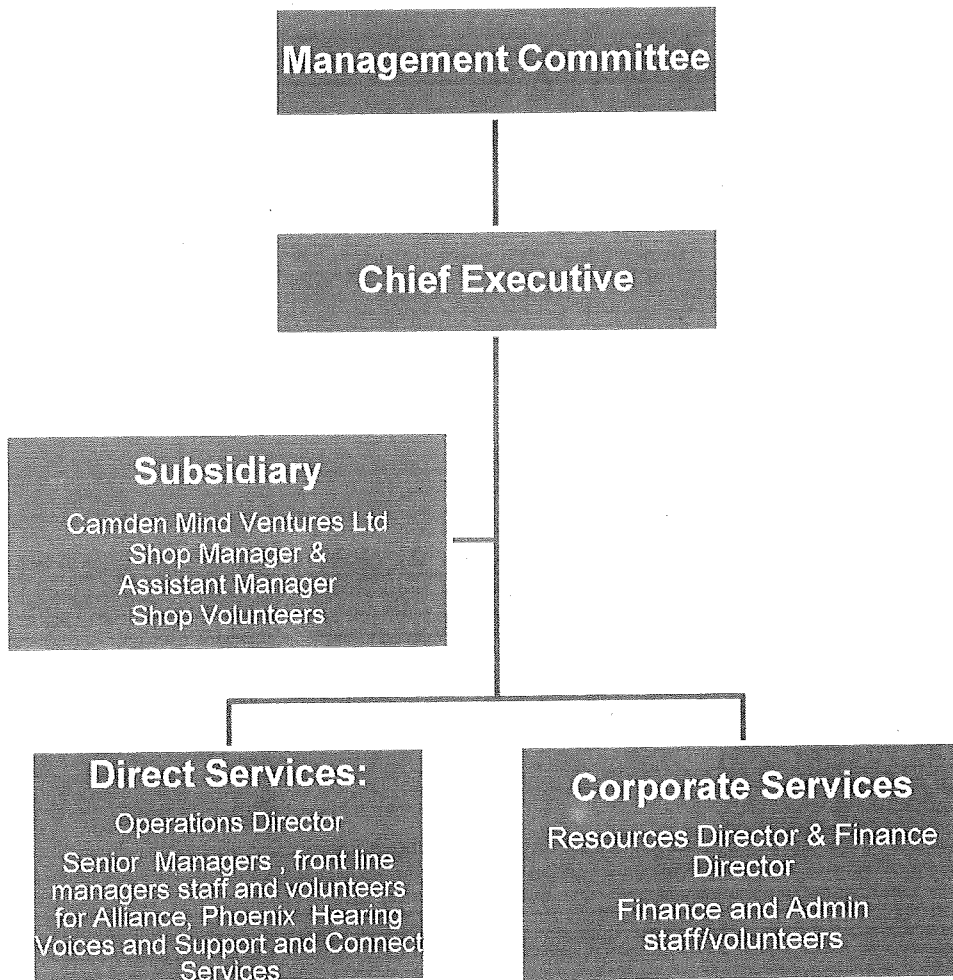 Management Committee
Chief Executive
Subsidiary
Camden Mind Ventures Ltd
Shop Manager &
Assistant Manager
Shop Volunteers
Direct Services:
Operations Director
Senior Managers , front line
managers staff and volunteers
for Alliance, Phoenix Hearing
Voices and Support and Connect
Services
Corporate Services
Resources Director & Finance
Director
Finance and Admin
staff/volunteers